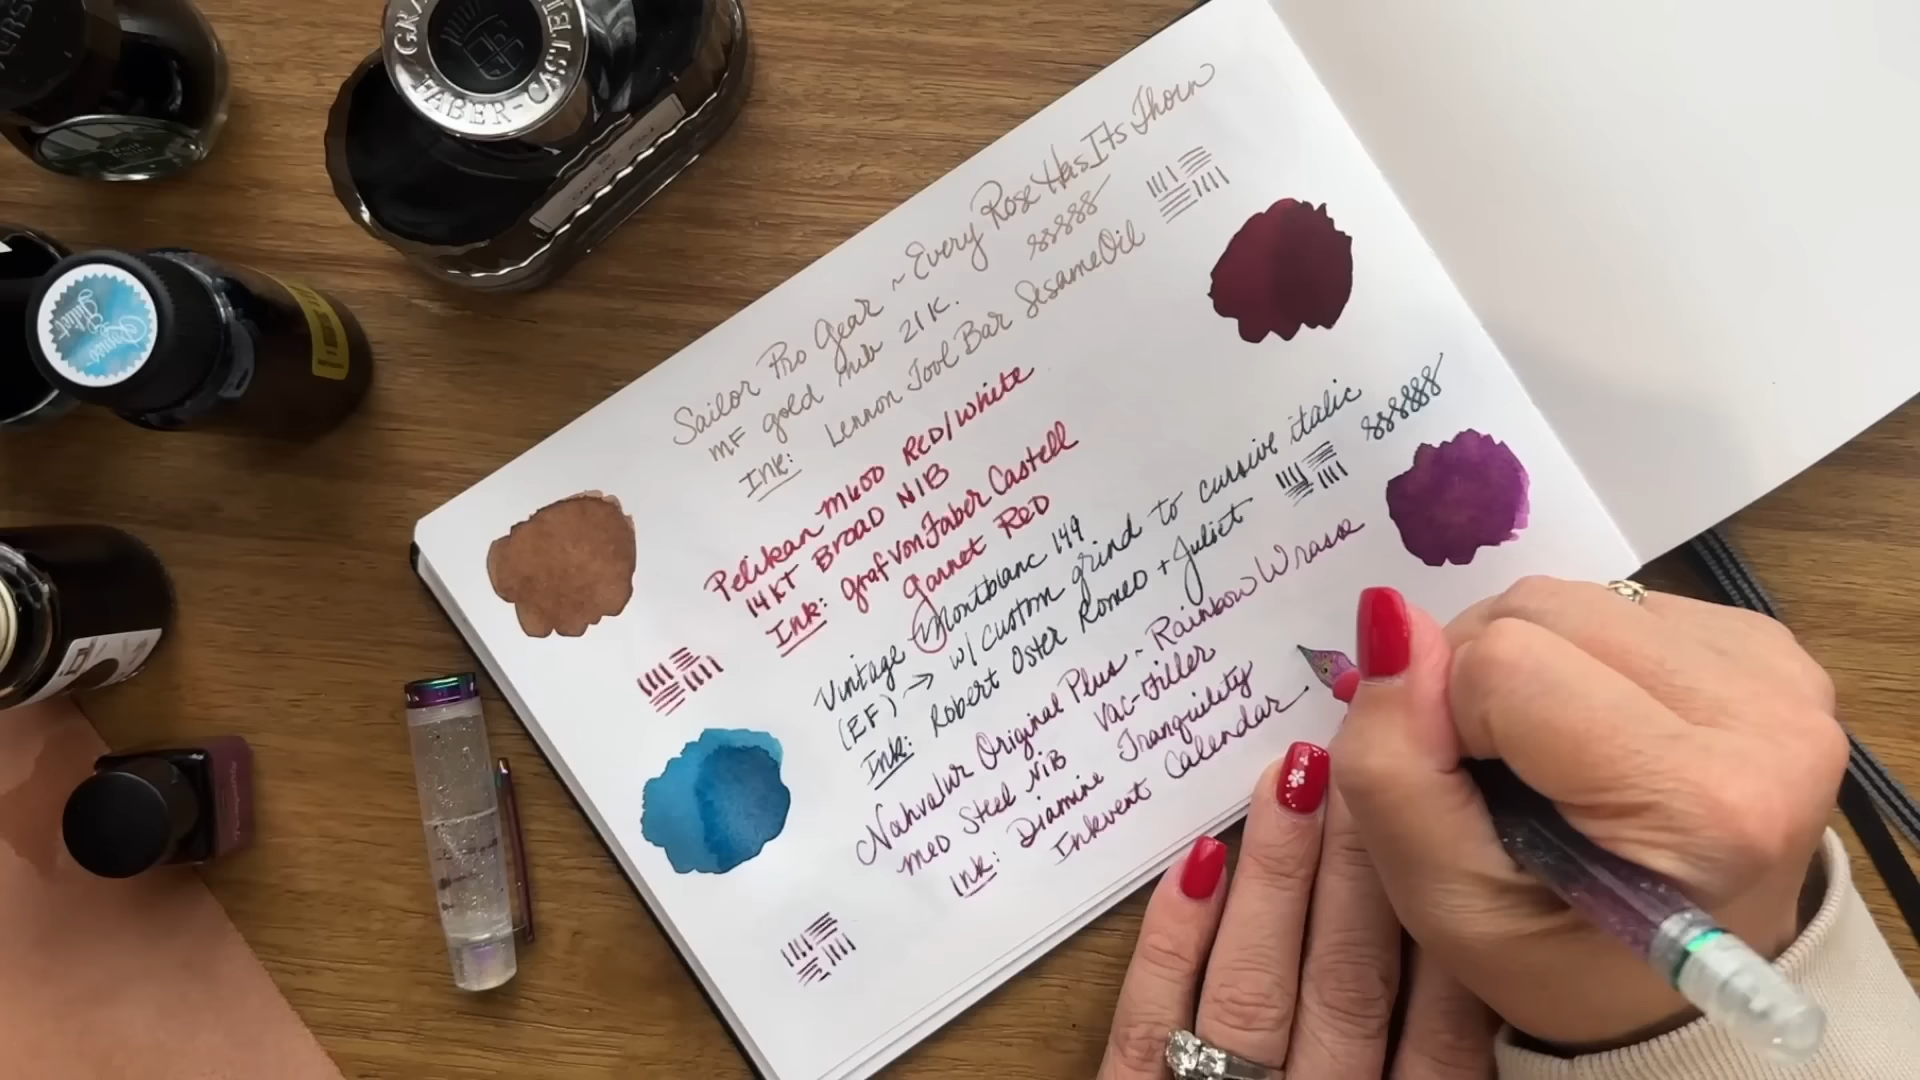 GRA
FABER-CASTELL
Romeo
Juliet
Sailor Pro Gear ~ Every Rose Has Its Thorn
MF gold nib 21K.
Ink: Lennon Tool Bar Sesame Oil
Pelikan M600 RED/White
14KT BROAD NIB
Ink: Graf von Faber Castell
Garnet RED
Vintage Montblanc 149
(EF) → w/ custom grind to cursive italic
Ink: Robert Oster Romeo + Juliet
Nahvalur Original Plus ~ Rainbow Wrasse
MED Steel NIB Vac-Filler
Ink: Diamine Tranquility
Inkvent Calendar